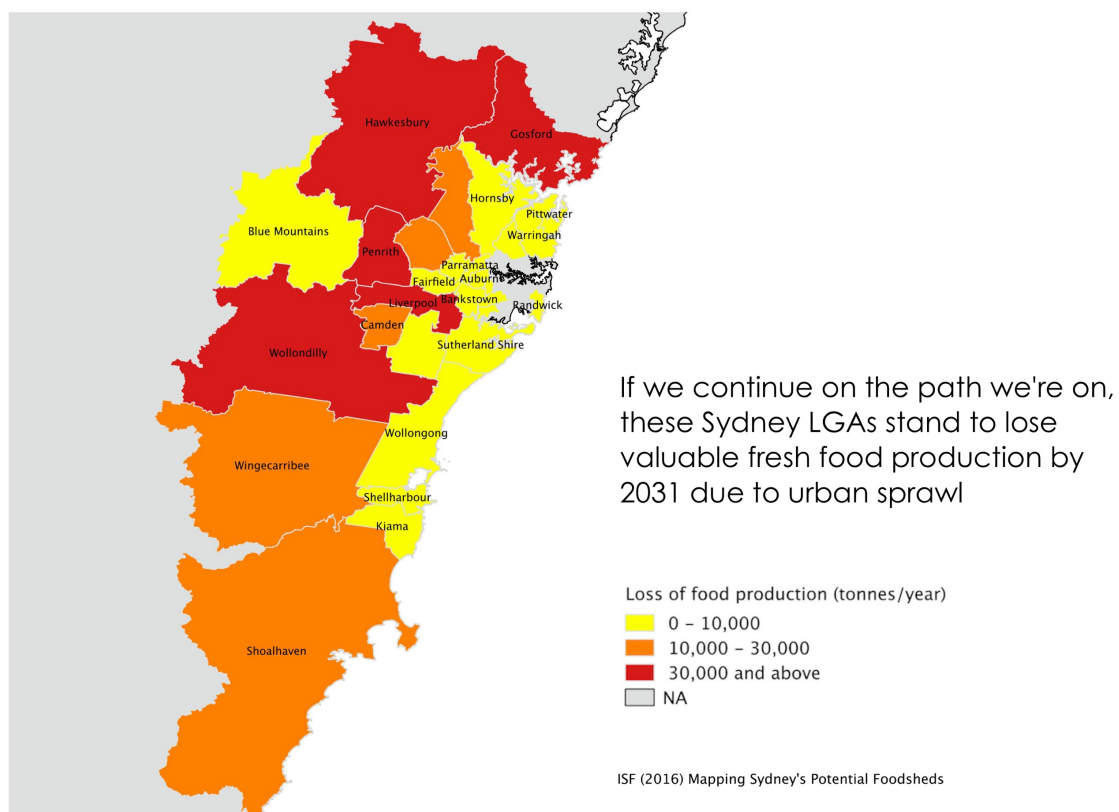 Hawkesbury
Gosford
Hornsby
Pittwater
Blue Mountains
Warringah
Penrith
Parramatta
Fairfield Auburn
Liverpool Bankstown
Randwick
Camden
Sutherland Shire
Wollondilly
If we continue on the path we're on,
these Sydney LGAs stand to lose
valuable fresh food production by
2031 due to urban sprawl
Wollongong
Wingecarribee
Shellharbour
Kiama
Shoalhaven
Loss of food production (tonnes/year)
0 – 10,000
10,000 – 30,000
30,000 and above
NA
ISF (2016) Mapping Sydney's Potential Foodsheds